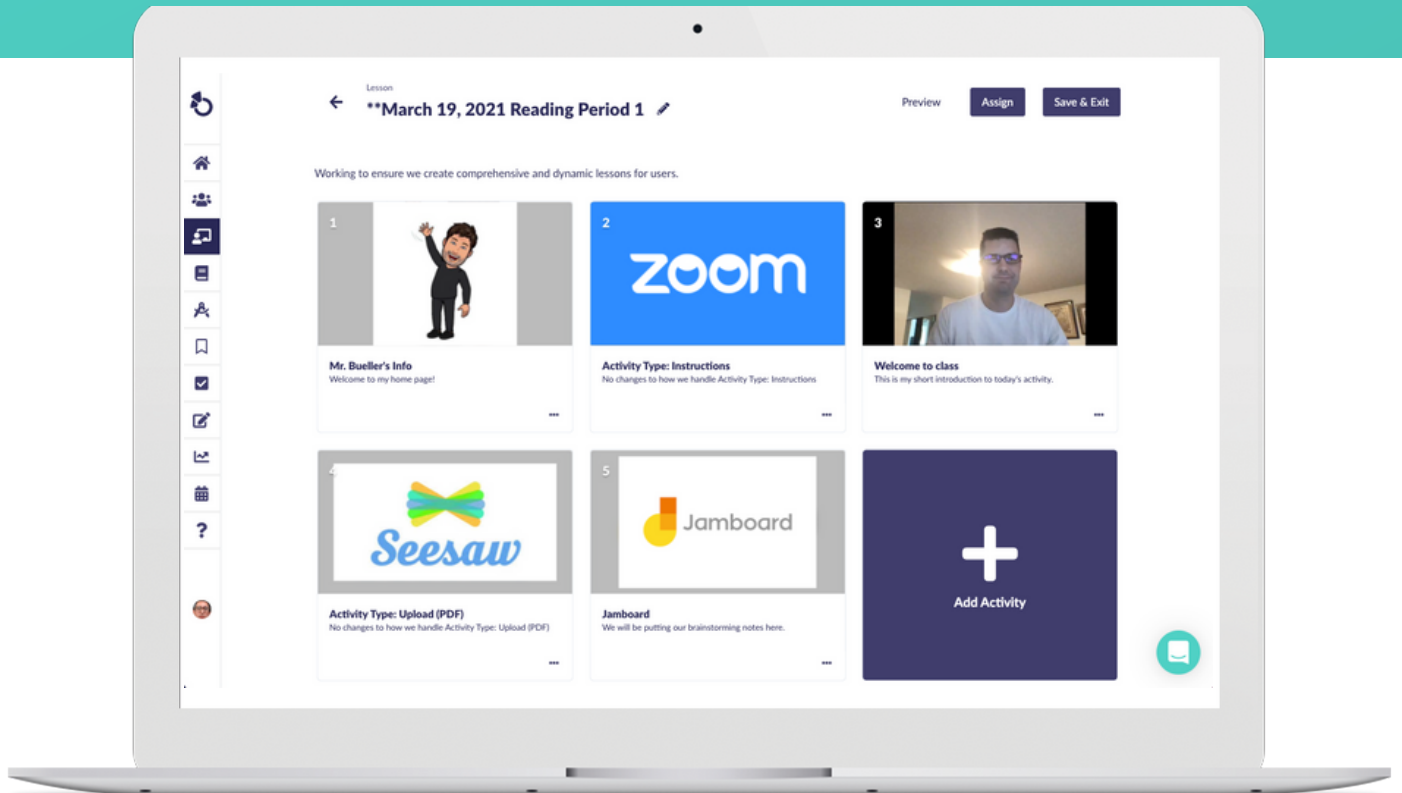 Lesson
**March 19, 2021 Reading Period 1
Preview
Assign
Save & Exit
Working to ensure we create comprehensive and dynamic lessons for users.
1
Mr. Bueller's Info
Welcome to my home page!
2
zoom
Activity Type: Instructions
No changes to how we handle Activity Type: Instructions
3
Welcome to class
This is my short introduction to today's activity.
4
Seesaw
Activity Type: Upload (PDF)
No changes to how we handle Activity Type: Upload (PDF)
5
Jamboard
Jamboard
We will be putting our brainstorming notes here.
Add Activity
?